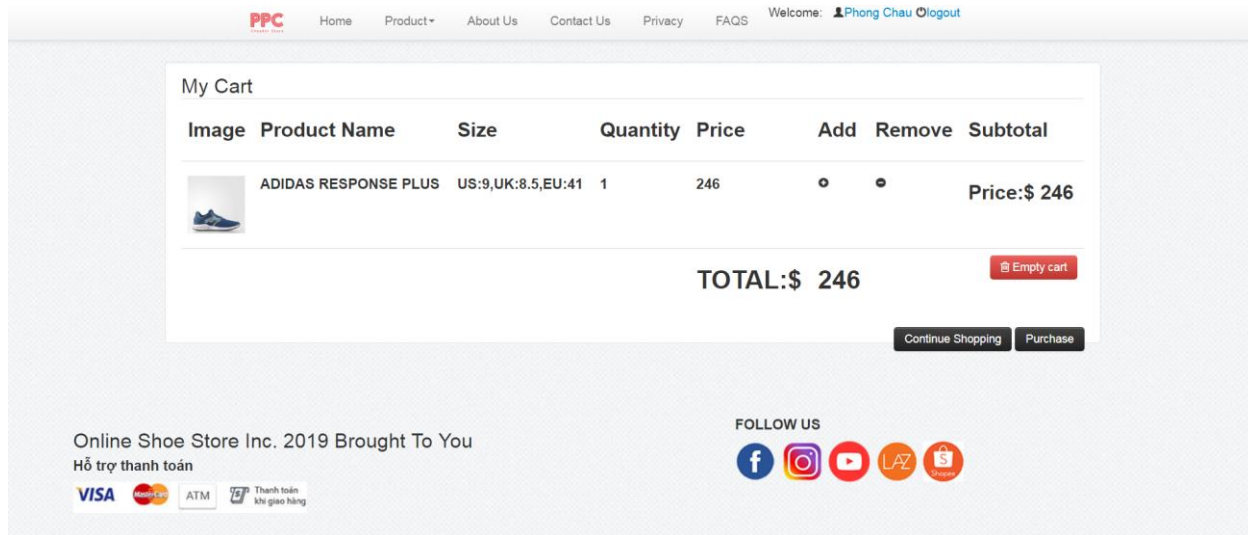 PPC
Home Product About Us Contact Us Privacy FAQS Welcome: Phong Chau logout
My Cart
Image Product Name Size Quantity Price Add Remove Subtotal
ADIDAS RESPONSE PLUS US:9,UK:8.5,EU:41 1 246 Price:$ 246
TOTAL:$ 246 Empty cart
Continue Shopping Purchase
Online Shoe Store Inc. 2019 Brought To You
Hỗ trợ thanh toán
VISA MasterCard ATM Thanh toán
khi giao hàng
FOLLOW US
LAZ Shopee